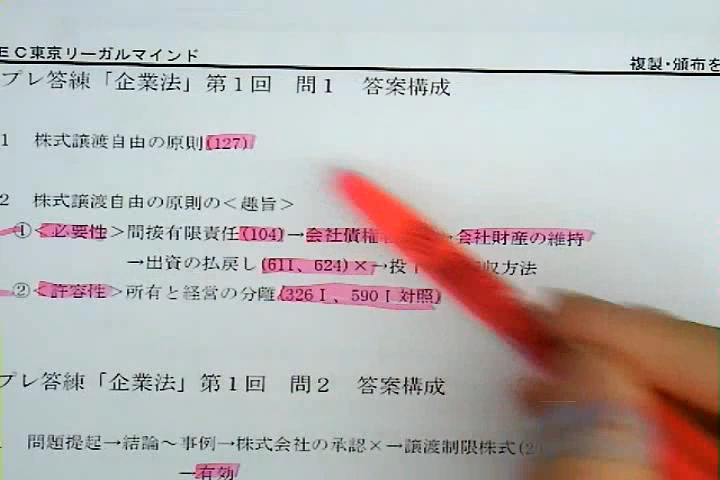 EC東京リーガルマインド
複製・頒布を
プレ答練「企業法」第1回 問1 答案構成
1 株式譲渡自由の原則(127)
2 株式譲渡自由の原則の<趣旨>
①<必要性>間接有限責任(104)→会社債権 →会社財産の維持
→出資の払戻し(611、624)×→投 収方法
②<許容性>所有と経営の分離(326Ⅰ、590Ⅰ対照)
プレ答練「企業法」第1回 問2 答案構成
問題提起→結論~事例→株式会社の承認×→譲渡制限株式(2
→有効